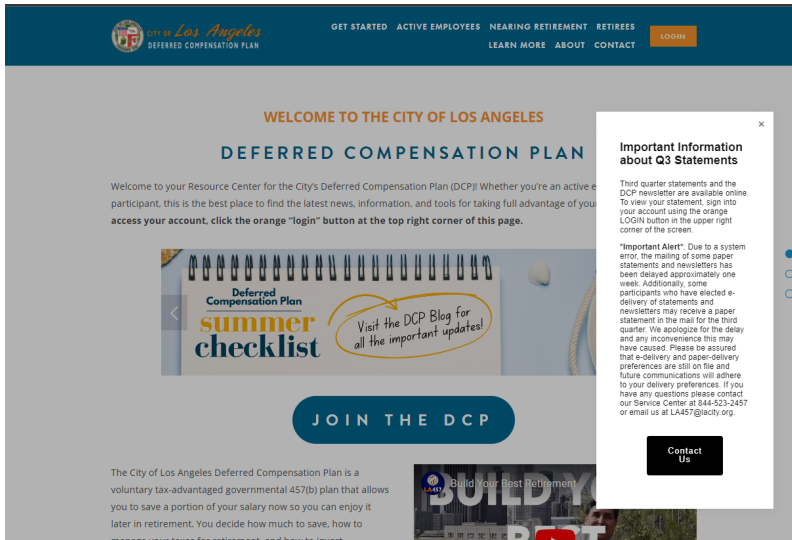 CITY OF Los Angeles
DEFERRED COMPENSATION PLAN
GET STARTED ACTIVE EMPLOYEES NEARING RETIREMENT RETIREES
LEARN MORE ABOUT CONTACT
LOGIN
WELCOME TO THE CITY OF LOS ANGELES
DEFERRED COMPENSATION PLAN
Welcome to your Resource Center for the City's Deferred Compensation Plan (DCP)! Whether you're an active e
participant, this is the best place to find the latest news, information, and tools for taking full advantage of your
access your account, click the orange "login" button at the top right corner of this page.
Deferred
Compensation Plan
summer
checklist
Visit the DCP Blog for
all the important updates!
JOIN THE DCP
The City of Los Angeles Deferred Compensation Plan is a
voluntary tax-advantaged governmental 457(b) plan that allows
you to save a portion of your salary now so you can enjoy it
later in retirement. You decide how much to save, how to
manage your taxes for retirement, and how to invest
LA457
Build Your Best Retirement
BUILD Y
BEST
×
Important Information
about Q3 Statements
Third quarter statements and the
DCP newsletter are available online.
To view your statement, sign into
your account using the orange
LOGIN button in the upper right
corner of the screen.
*Important Alert*: Due to a system
error, the mailing of some paper
statements and newsletters has
been delayed approximately one
week. Additionally, some
participants who have elected e-
delivery of statements and
newsletters may receive a paper
statement in the mail for the third
quarter. We apologize for the delay
and any inconvenience this may
have caused. Please be assured
that e-delivery and paper-delivery
preferences are still on file and
future communications will adhere
to your delivery preferences. If you
have any questions please contact
our Service Center at 844-523-2457
or email us at LA457@lacity.org.
Contact
Us